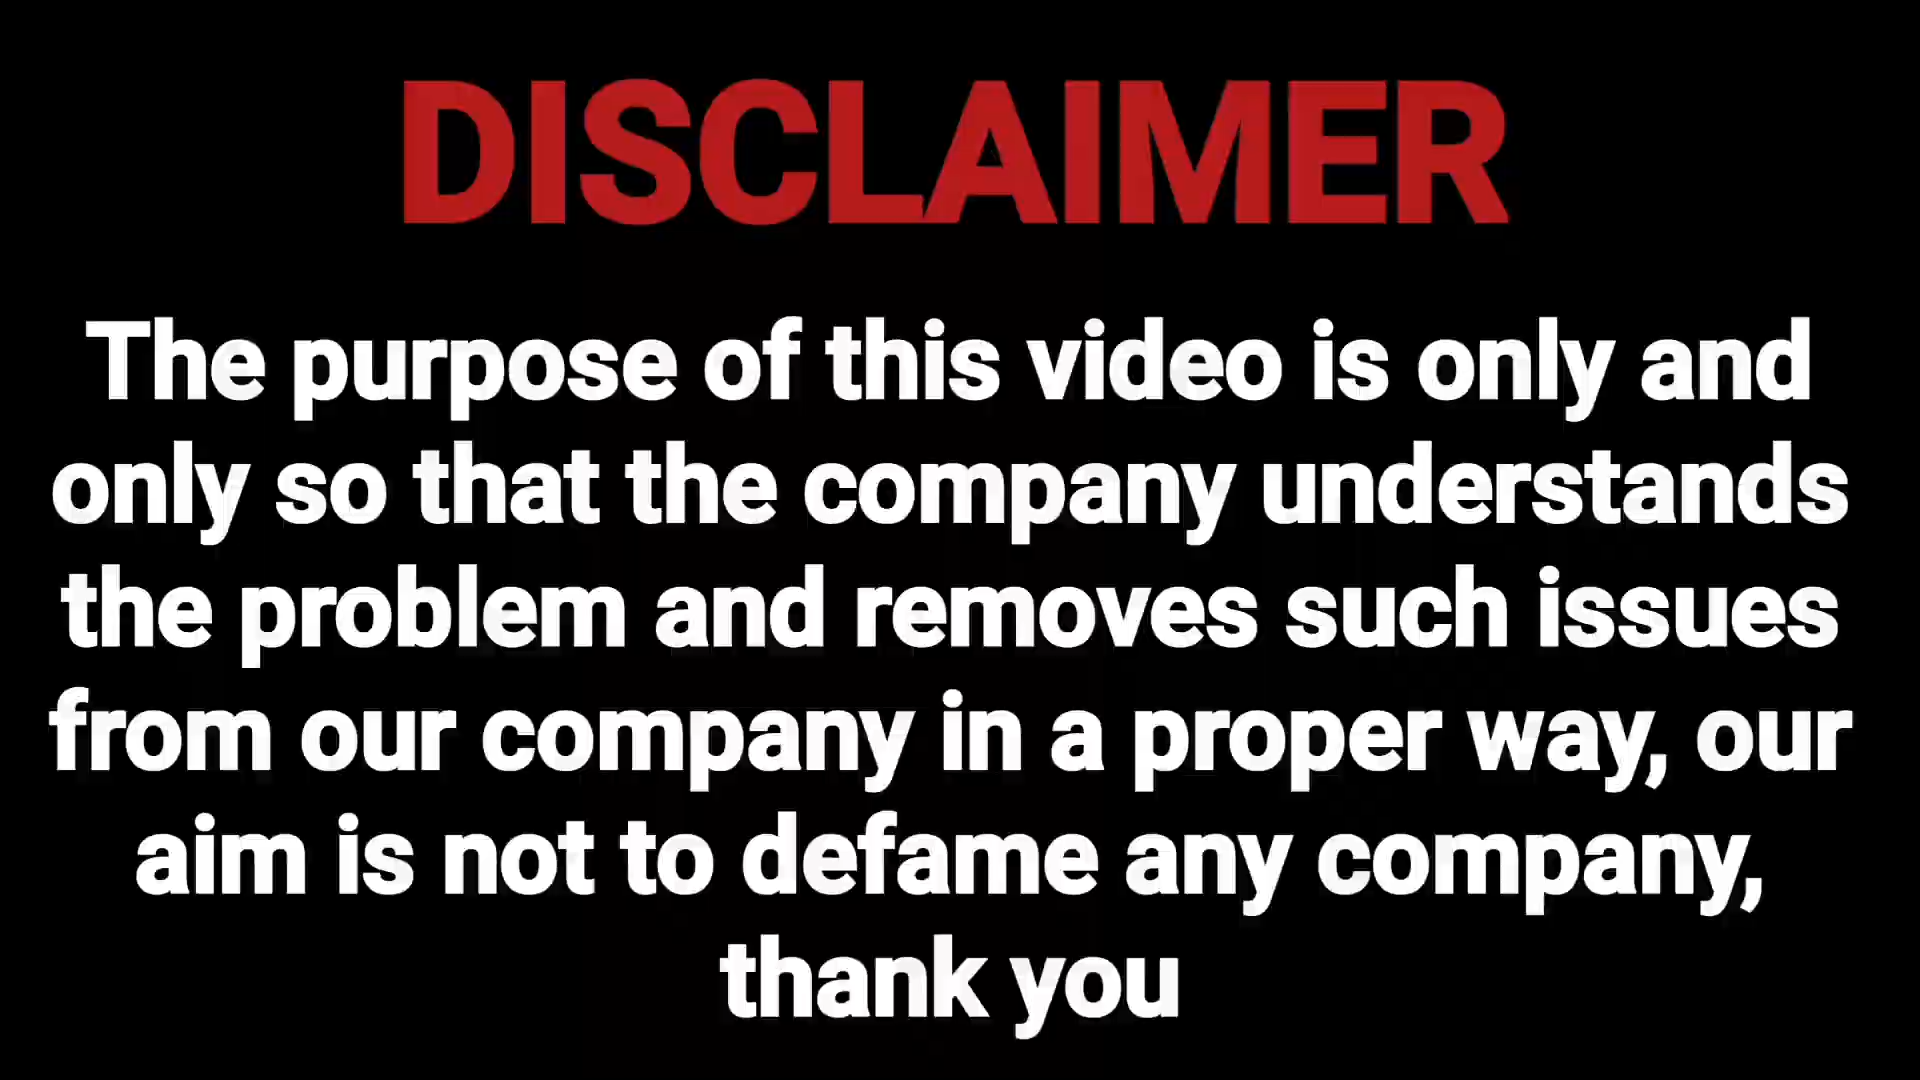 DISCLAIMER
The purpose of this video is only and
only so that the company understands
the problem and removes such issues
from our company in a proper way, our
aim is not to defame any company,
thank you